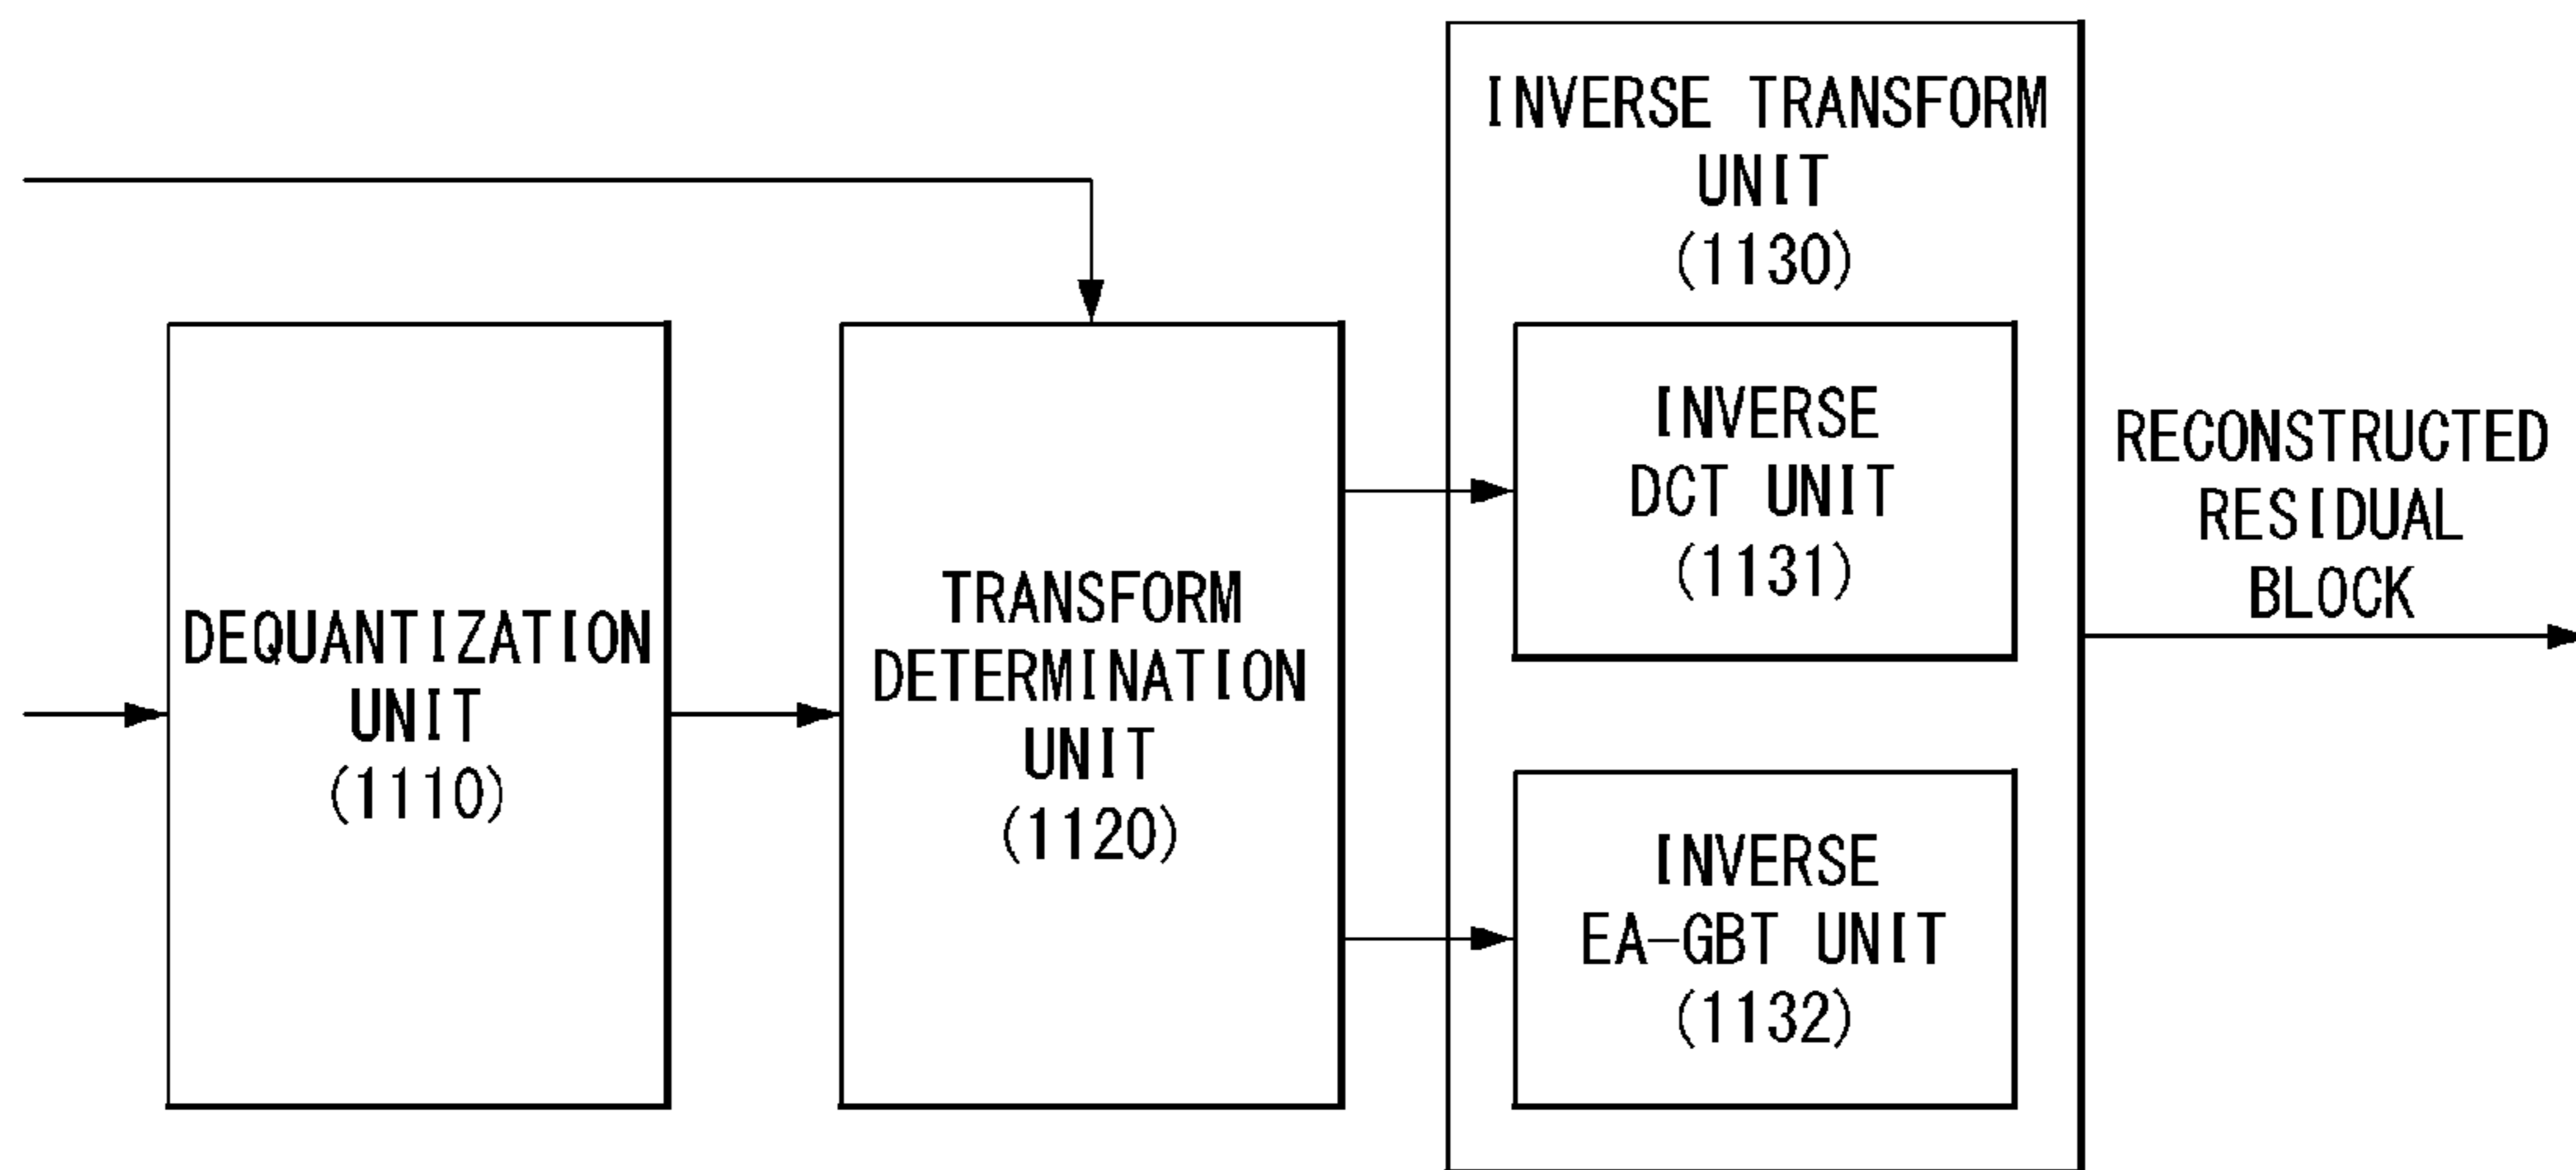 DEQUANTIZATION
UNIT
(1110)
TRANSFORM
DETERMINATION
UNIT
(1120)
INVERSE TRANSFORM
UNIT
(1130)
INVERSE
DCT UNIT
(1131)
INVERSE
EA-GBT UNIT
(1132)
RECONSTRUCTED
RESIDUAL
BLOCK